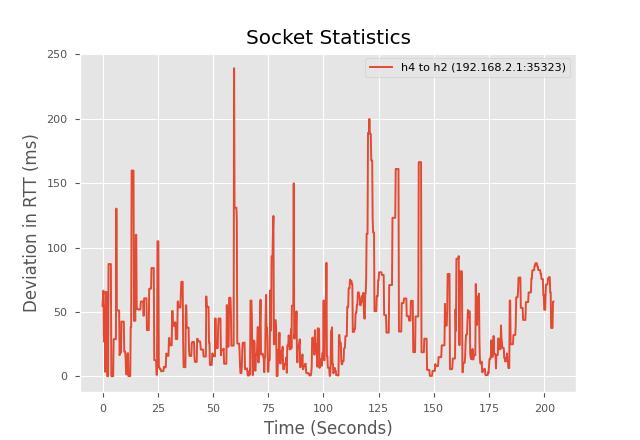 Socket Statistics
h4 to h2 (192.168.2.1:35323)
Deviation in RTT (ms)
250
200
150
100
50
0
0 25 50 75 100 125 150 175 200
Time (Seconds)